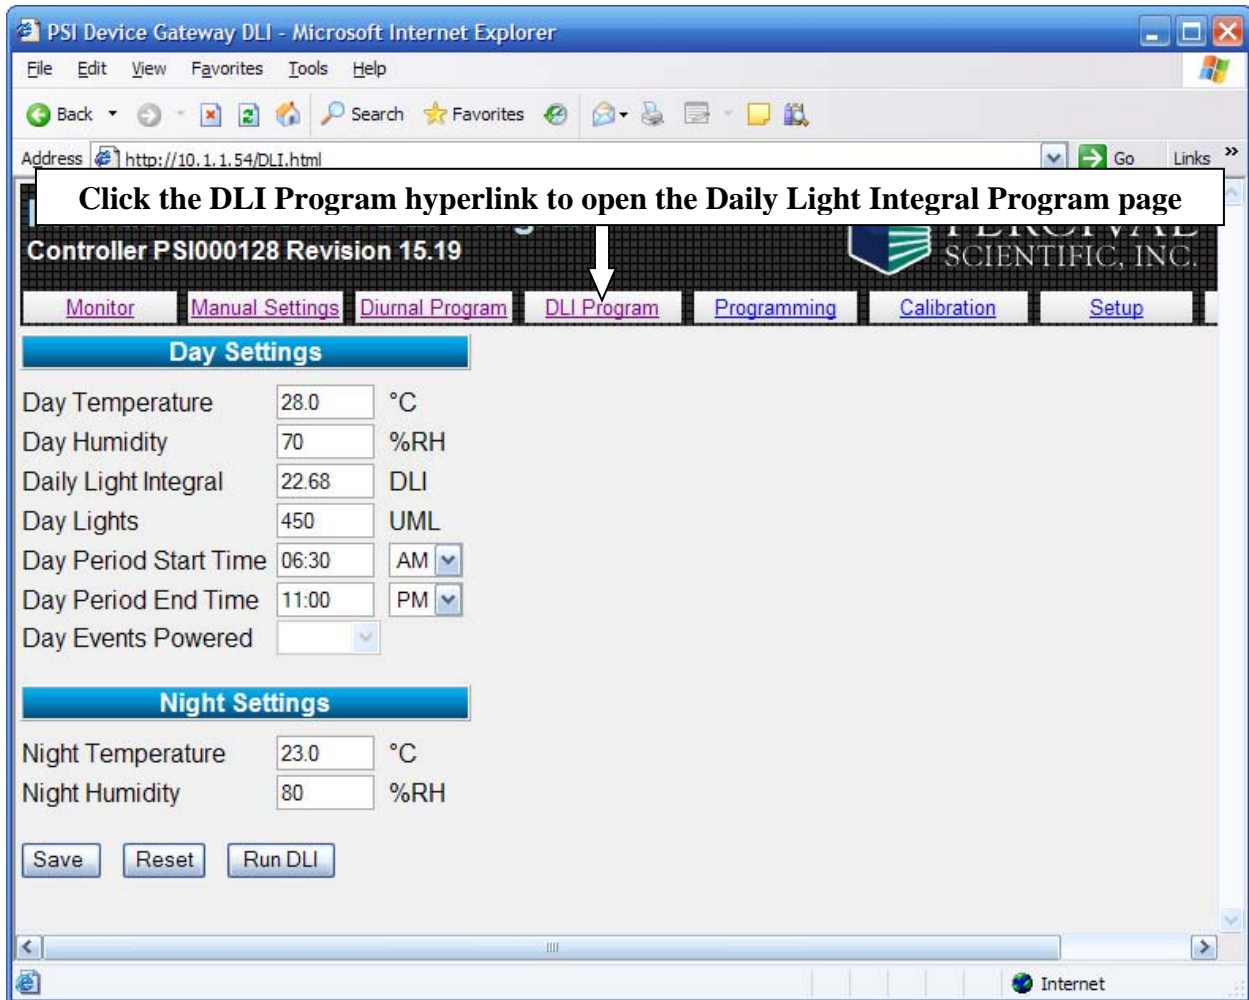 PSI Device Gateway DLI - Microsoft Internet Explorer
File Edit View Favorites Tools Help
Back Search Favorites
Address http://10.1.1.54/DLI.html Go Links »
Click the DLI Program hyperlink to open the Daily Light Integral Program page
PERCIVAL
Controller PSI000128 Revision 15.19
SCIENTIFIC, INC.
Monitor Manual Settings Diurnal Program DLI Program Programming Calibration Setup
Day Settings
Day Temperature 28.0 °C
Day Humidity 70 %RH
Daily Light Integral 22.68 DLI
Day Lights 450 UML
Day Period Start Time 06:30 AM
Day Period End Time 11:00 PM
Day Events Powered
Night Settings
Night Temperature 23.0 °C
Night Humidity 80 %RH
Save Reset Run DLI
Internet